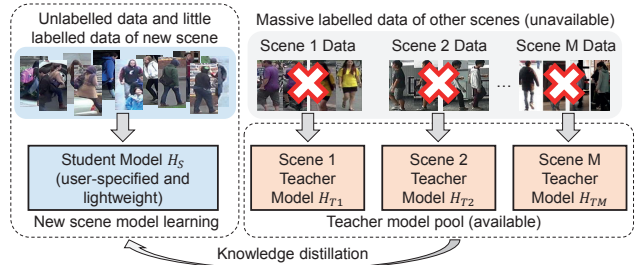 Unlabelled data and little
labelled data of new scene
Massive labelled data of other scenes (unavailable)
Scene 1 Data
Scene 2 Data
Scene M Data
...
Student Model H_S
(user-specified and
lightweight)
Scene 1
Teacher
Model H_T1
Scene 2
Teacher
Model H_T2
Scene M
Teacher
Model H_TM
New scene model learning
Teacher model pool (available)
Knowledge distillation